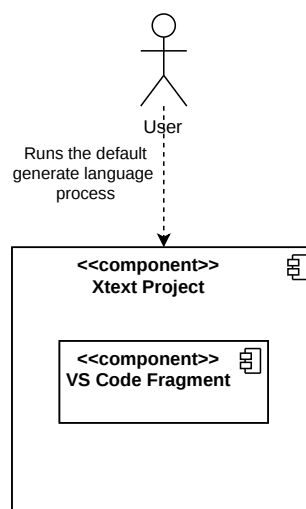 User
Runs the default
generate language
process
<<component>>
Xtext Project
<<component>>
VS Code Fragment